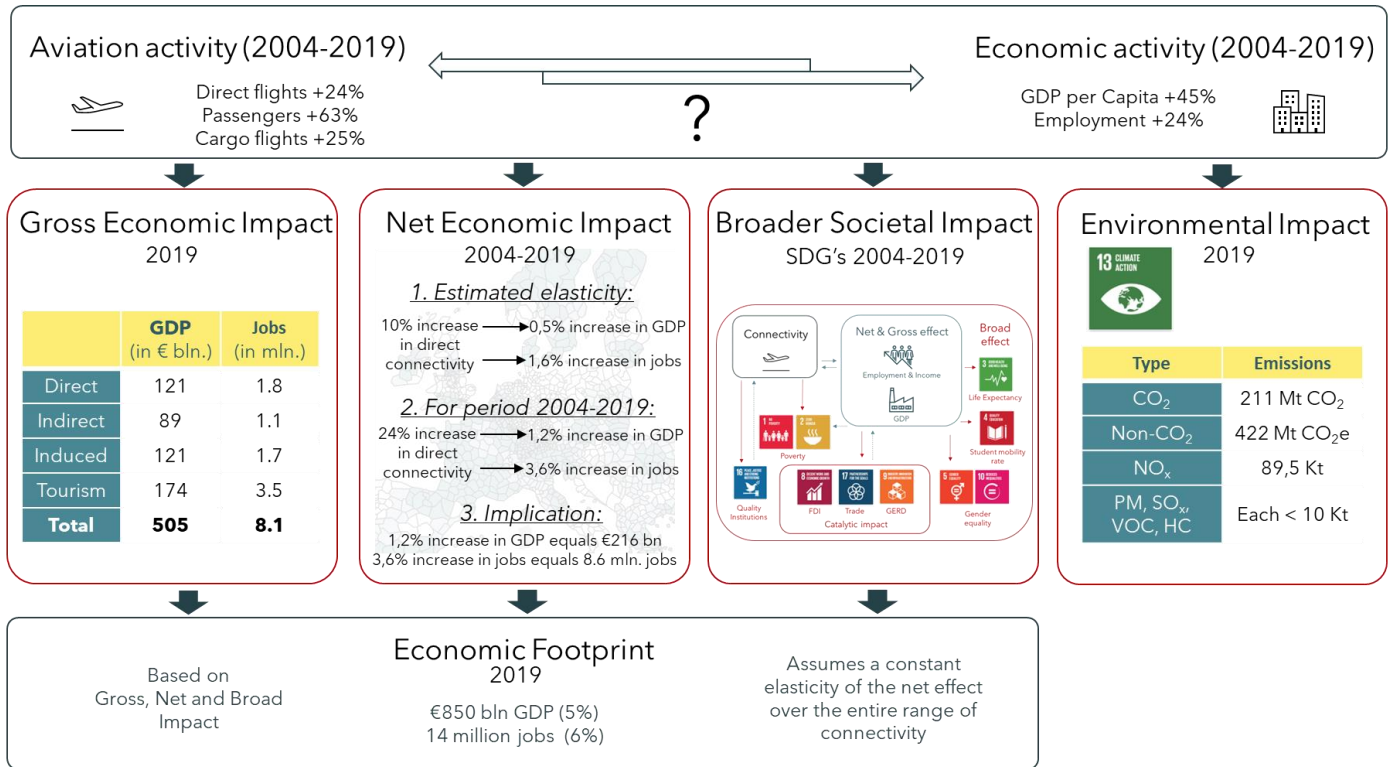 Aviation activity (2004-2019)
Direct flights +24%
Passengers +63%
Cargo flights +25%
?
Economic activity (2004-2019)
GDP per Capita +45%
Employment +24%
Gross Economic Impact
2019
GDP Jobs
(in € bln.) (in mln.)
Direct 121 1.8
Indirect 89 1.1
Induced 121 1.7
Tourism 174 3.5
Total 505 8.1
Net Economic Impact
2004-2019
1. Estimated elasticity:
10% increase
in direct
connectivity
0,5% increase in GDP
1,6% increase in jobs
2. For period 2004-2019:
24% increase
in direct
connectivity
1,2% increase in GDP
3,6% increase in jobs
3. Implication:
1,2% increase in GDP equals €216 bn
3,6% increase in jobs equals 8.6 mln. jobs
Broader Societal Impact
SDG's 2004-2019
Connectivity
Net & Gross effect
Employment & Income
GDP
Broad
effect
3
Life Expectancy
4
Student mobility
rate
1
2
Poverty
16
Quality
Institutions
8
17
9
FDI Trade GERD
Catalytic impact
5
10
Gender
equality
Environmental Impact
2019
13 CLIMATE
ACTION
Type Emissions
CO₂ 211 Mt CO₂
Non-CO₂ 422 Mt CO₂e
NOₓ 89,5 Kt
PM, SOₓ,
VOC, HC
Each < 10 Kt
Based on
Gross, Net and Broad
Impact
Economic Footprint
2019
€850 bln GDP (5%)
14 million jobs (6%)
Assumes a constant
elasticity of the net effect
over the entire range of
connectivity